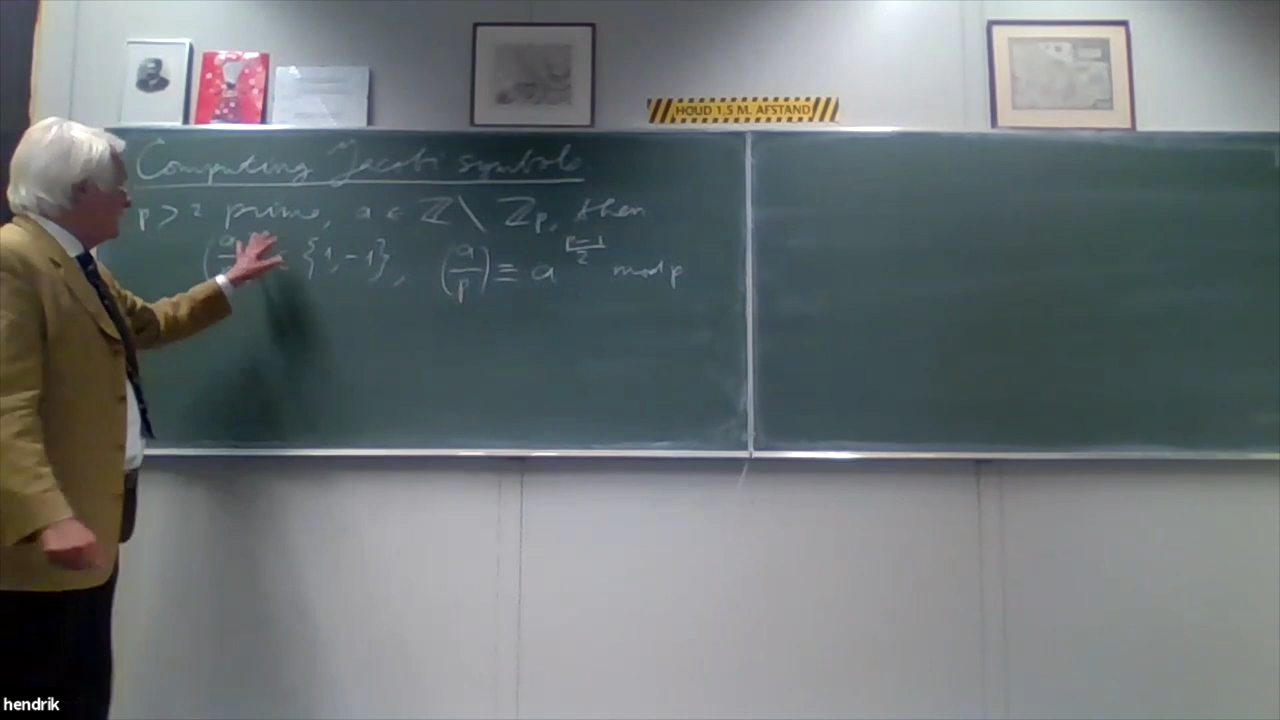 HOUD 1,5 M. AFSTAND
Computing Jacobi symbols
p > 2 prime, a ∈ ℤ \ ℤp, then
(a/p) ∈ {1, -1}, (a/p) ≡ a^((p-1)/2) mod p
hendrik